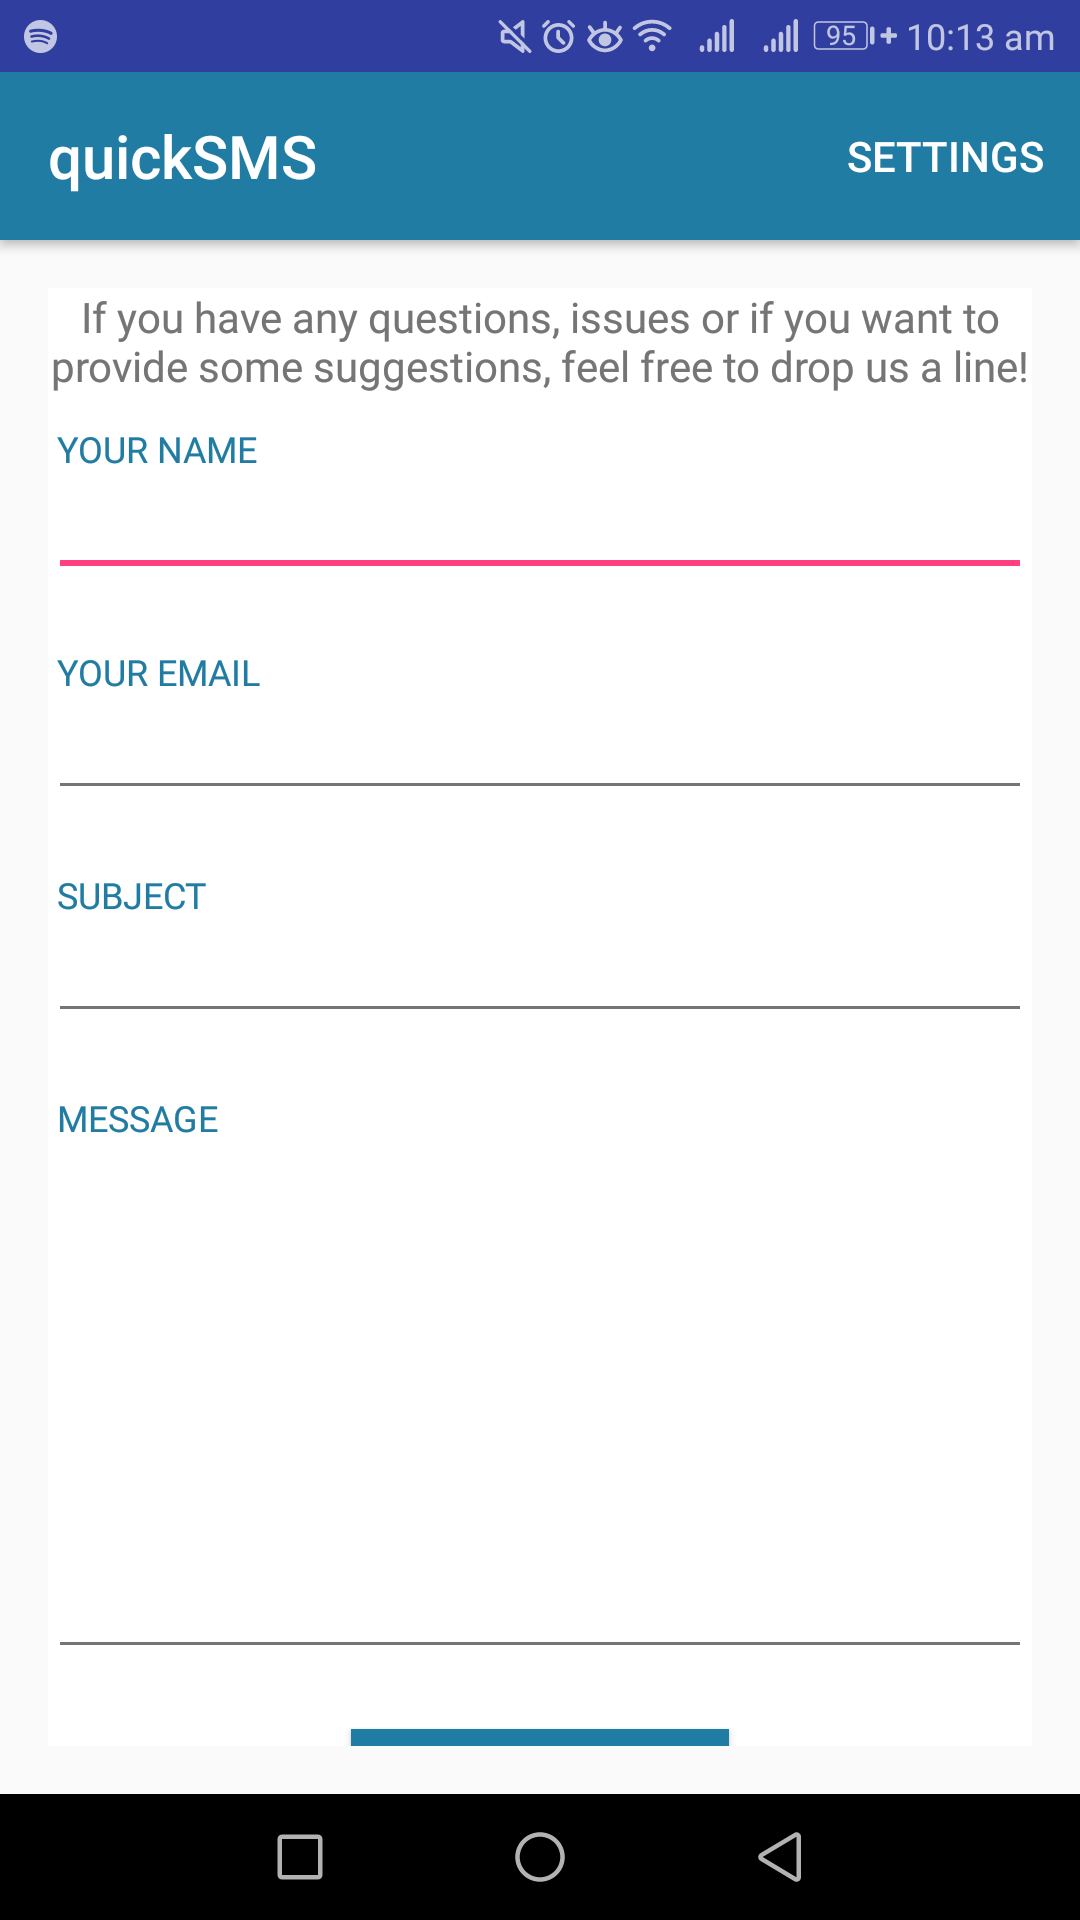 95 10:13 am
quickSMS SETTINGS
If you have any questions, issues or if you want to
provide some suggestions, feel free to drop us a line!
YOUR NAME
YOUR EMAIL
SUBJECT
MESSAGE